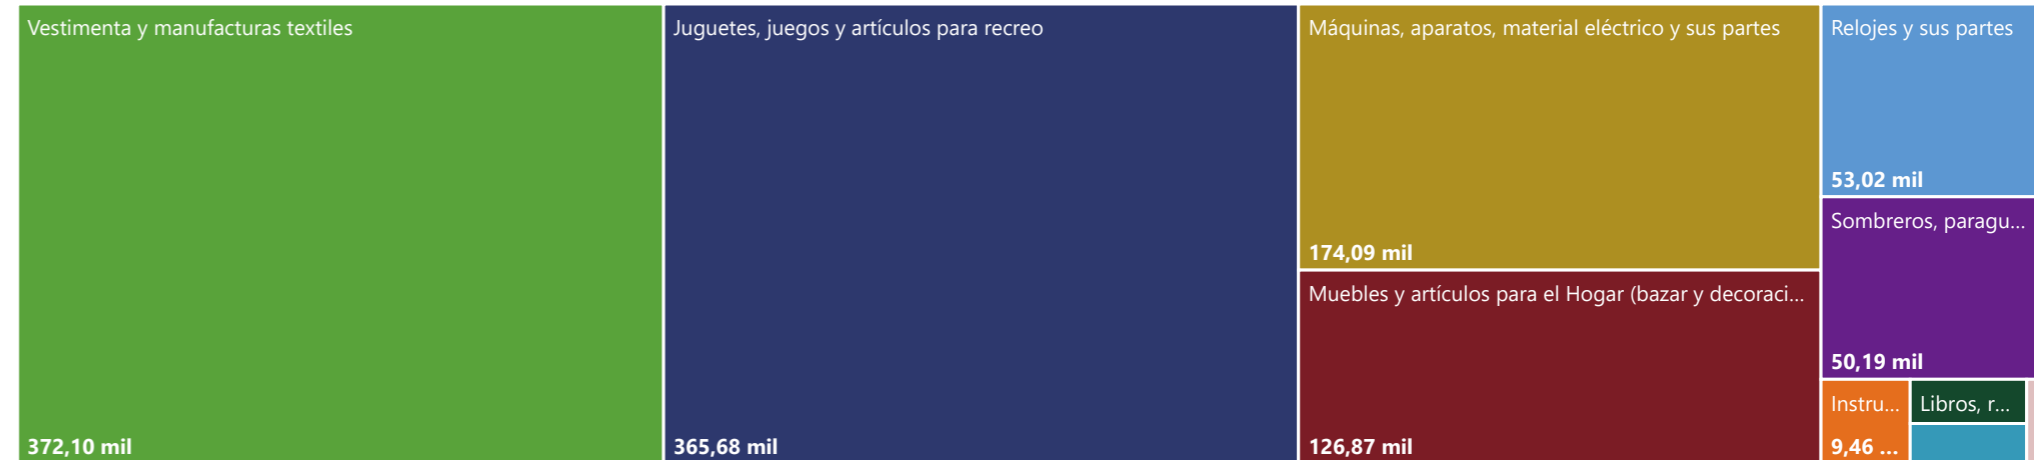 Vestimenta y manufacturas textiles
372,10 mil
Juguetes, juegos y artículos para recreo
365,68 mil
Máquinas, aparatos, material eléctrico y sus partes
174,09 mil
Muebles y artículos para el Hogar (bazar y decoraci...
126,87 mil
Relojes y sus partes
53,02 mil
Sombreros, paragu...
50,19 mil
Instru...
9,46 ...
Libros, r...